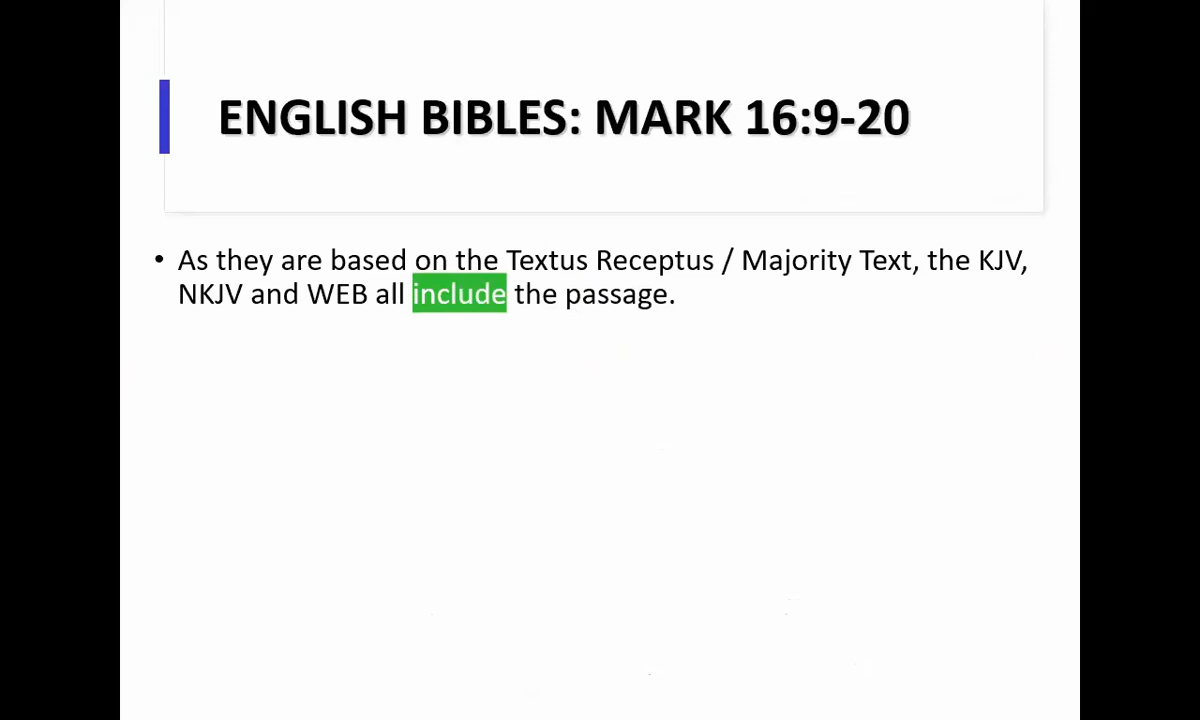 ENGLISH BIBLES: MARK 16:9-20
• As they are based on the Textus Receptus / Majority Text, the KJV,
NKJV and WEB all include the passage.